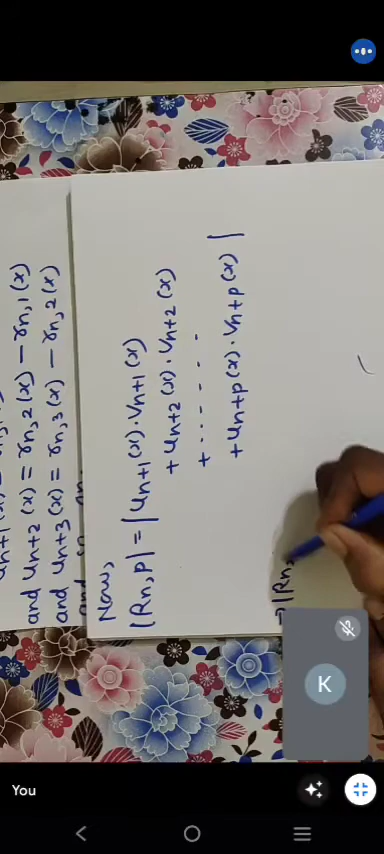 and un+2 (x) = rn,2(x) – rn,1(x)
and un+3(x) = rn,3(x) – rn,2(x)
Now,
|Rn,p| = |un+1(x)·vn+1(x)
+ un+2(x)·vn+2(x)
+ - - - - - - -
+ un+p(x)·vn+p(x)|
⇒ |Rn,
K
You